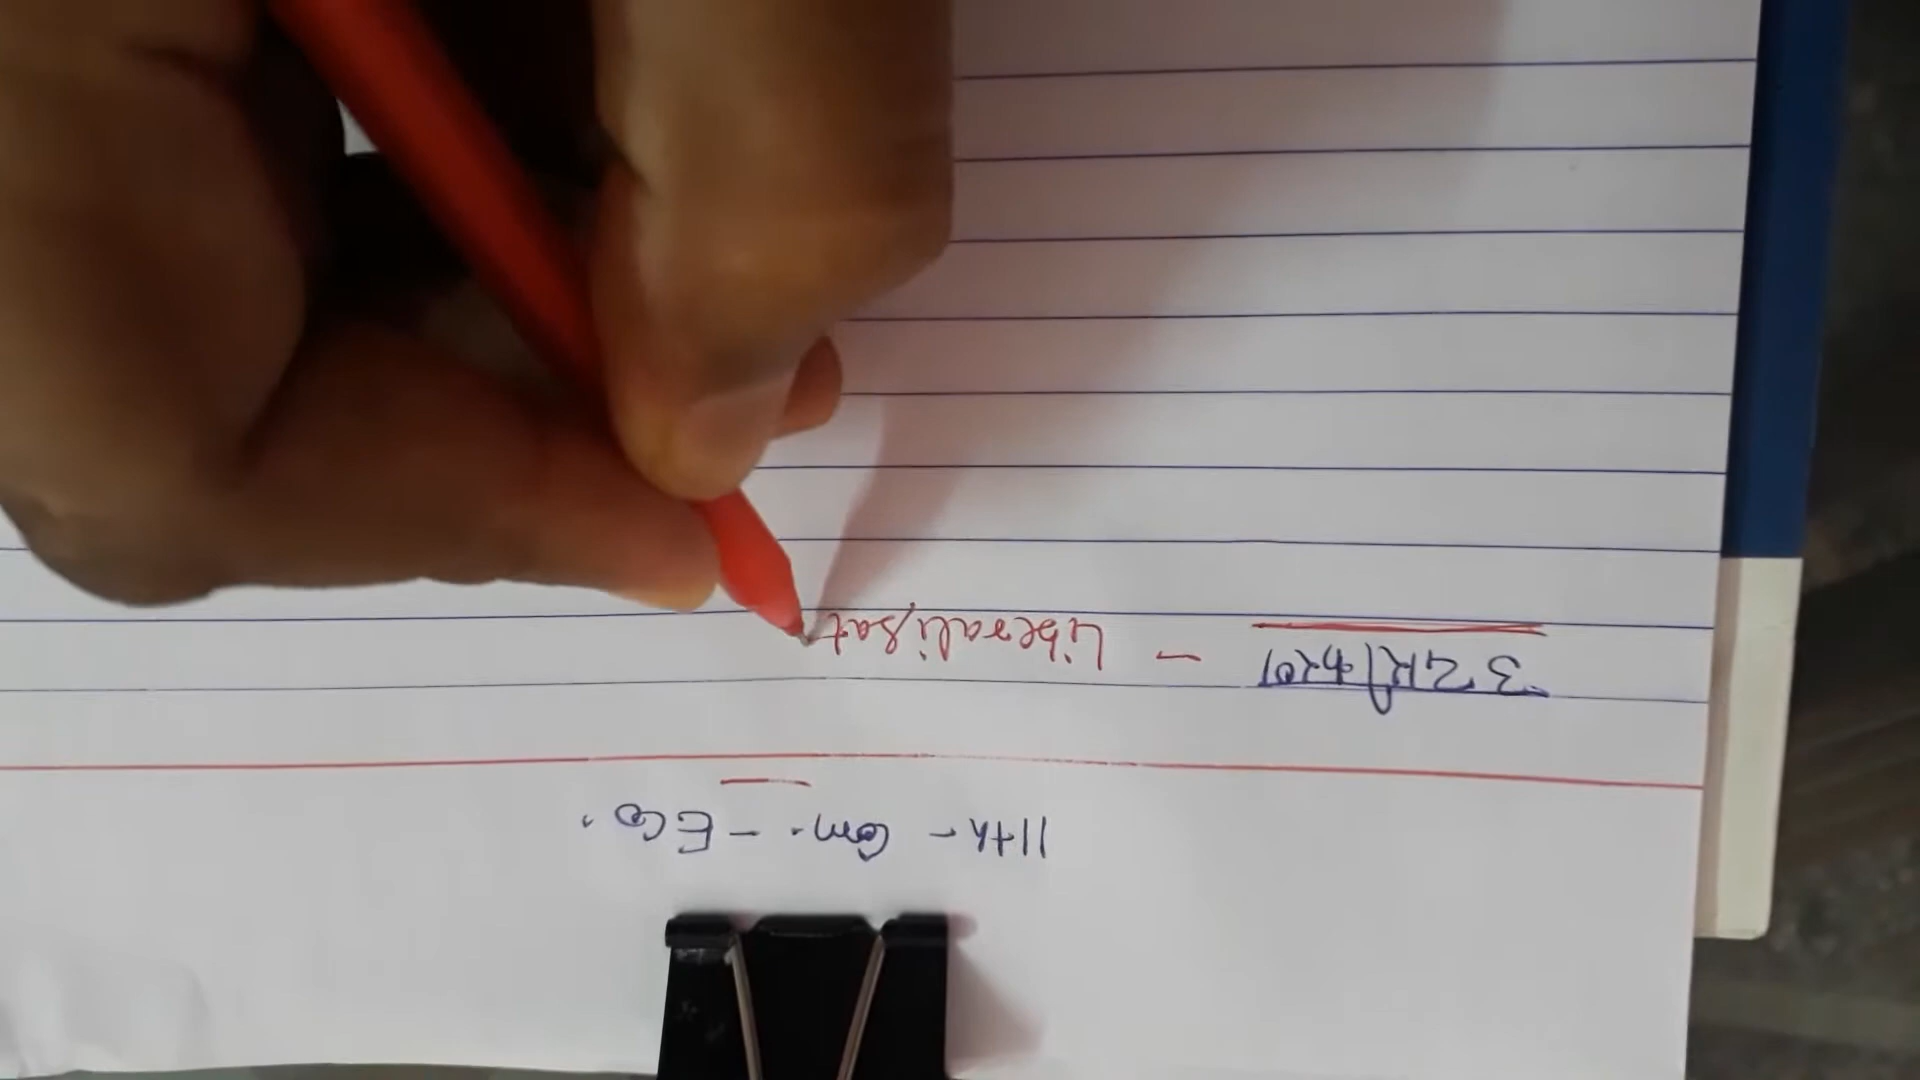 11th - Com. - Eco.
उदारीकरण - Liberalisat